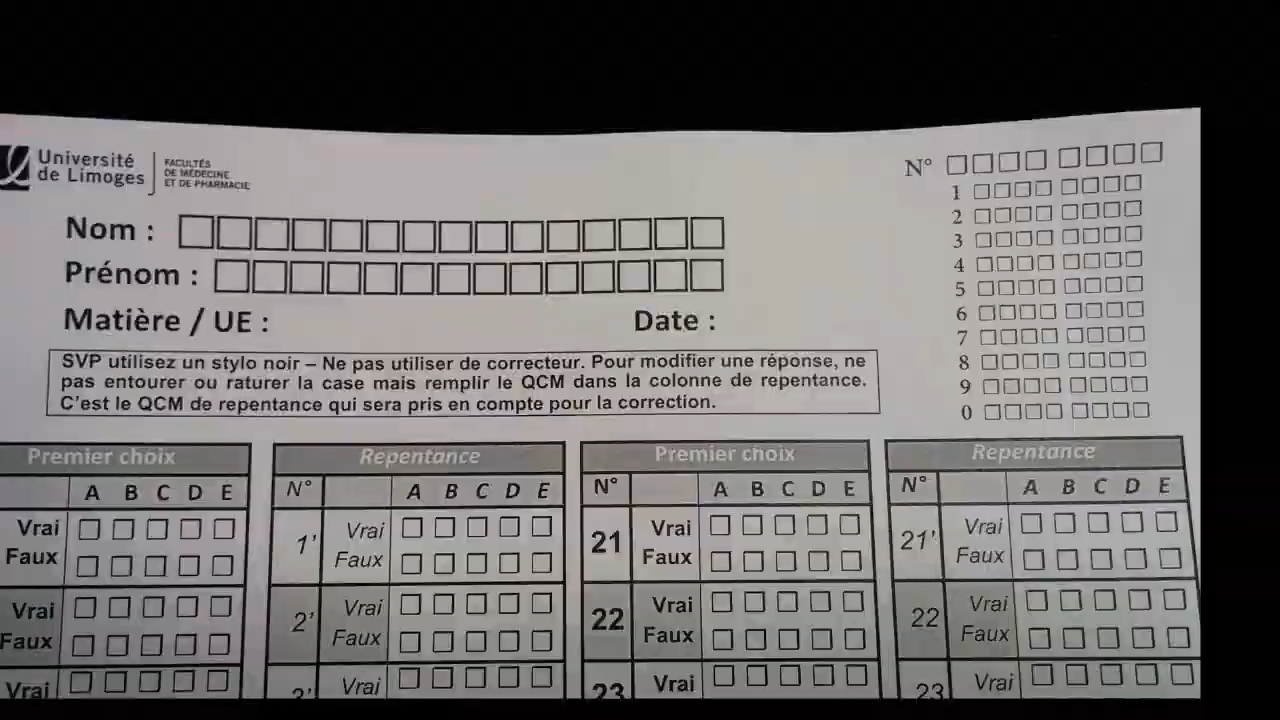 Université
de Limoges
FACULTÉS
DE MÉDECINE
ET DE PHARMACIE
N°
1
2
3
4
5
6
7
8
9
0
Nom :
Prénom :
Matière / UE :
Date :
SVP utilisez un stylo noir – Ne pas utiliser de correcteur. Pour modifier une réponse, ne
pas entourer ou raturer la case mais remplir le QCM dans la colonne de repentance.
C'est le QCM de repentance qui sera pris en compte pour la correction.
Premier choix
A B C D E
Vrai
Faux
Vrai
Faux
Vrai
Repentance
N° A B C D E
1' Vrai
Faux
2' Vrai
Faux
3' Vrai
Premier choix
N° A B C D E
21 Vrai
Faux
22 Vrai
Faux
23 Vrai
Repentance
N° A B C D E
21' Vrai
Faux
22 Vrai
Faux
23 Vrai